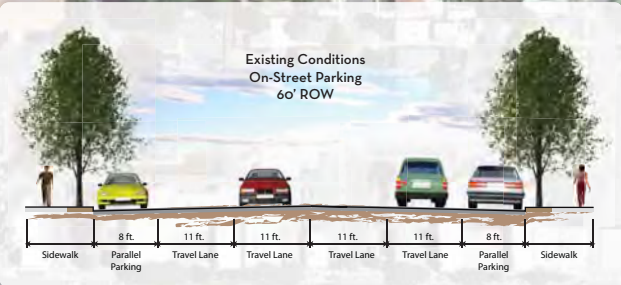 Existing Conditions
On-Street Parking
60' ROW
8 ft. 11 ft. 11 ft. 11 ft. 11 ft. 8 ft.
Sidewalk Parallel Parking Travel Lane Travel Lane Travel Lane Travel Lane Parallel Parking Sidewalk